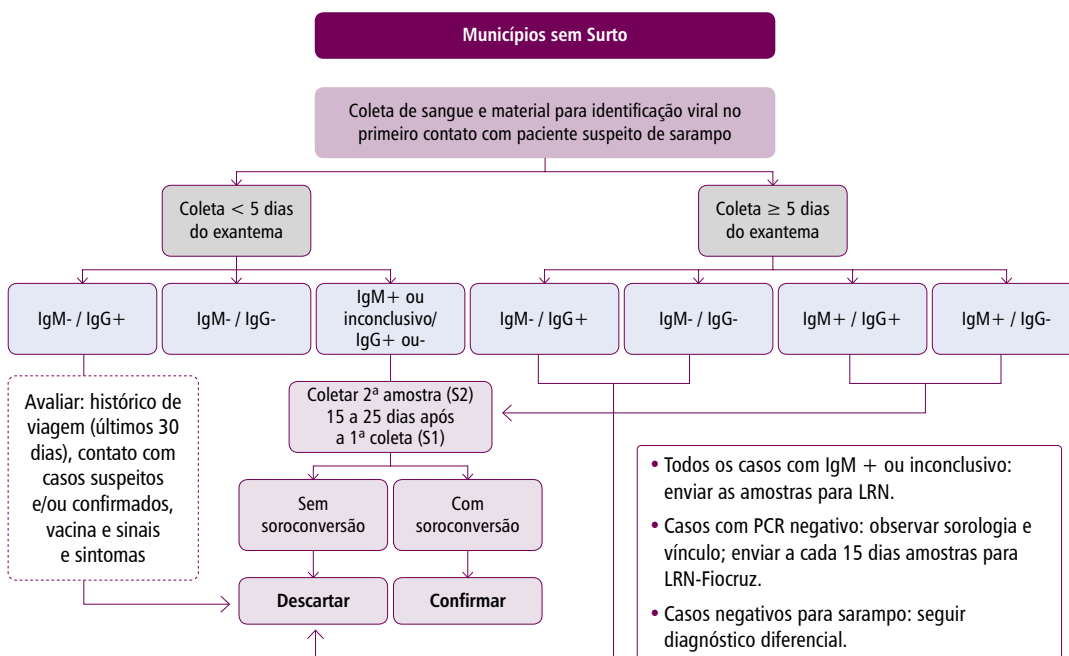 Municípios sem Surto
Coleta de sangue e material para identificação viral no
primeiro contato com paciente suspeito de sarampo
Coleta < 5 dias
do exantema
Coleta ≥ 5 dias
do exantema
IgM- / IgG+
IgM- / IgG-
IgM+ ou
inconclusivo/
IgG+ ou-
IgM- / IgG+
IgM- / IgG-
IgM+ / IgG+
IgM+ / IgG-
Avaliar: histórico de
viagem (últimos 30
dias), contato com
casos suspeitos
e/ou confirmados,
vacina e sinais
e sintomas
Coletar 2ª amostra (S2)
15 a 25 dias após
a 1ª coleta (S1)
Sem
soroconversão
Com
soroconversão
Descartar
Confirmar
• Todos os casos com IgM + ou inconclusivo:
enviar as amostras para LRN.
• Casos com PCR negativo: observar sorologia e
vínculo; enviar a cada 15 dias amostras para
LRN-Fiocruz.
• Casos negativos para sarampo: seguir
diagnóstico diferencial.